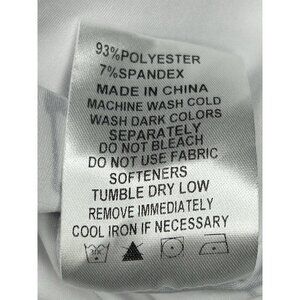 93%POLYESTER
7%SPANDEX
MADE IN CHINA
MACHINE WASH COLD
WASH DARK COLORS
SEPARATELY
DO NOT BLEACH
DO NOT USE FABRIC
SOFTENERS
TUMBLE DRY LOW
REMOVE IMMEDIATELY
COOL IRON IF NECESSARY